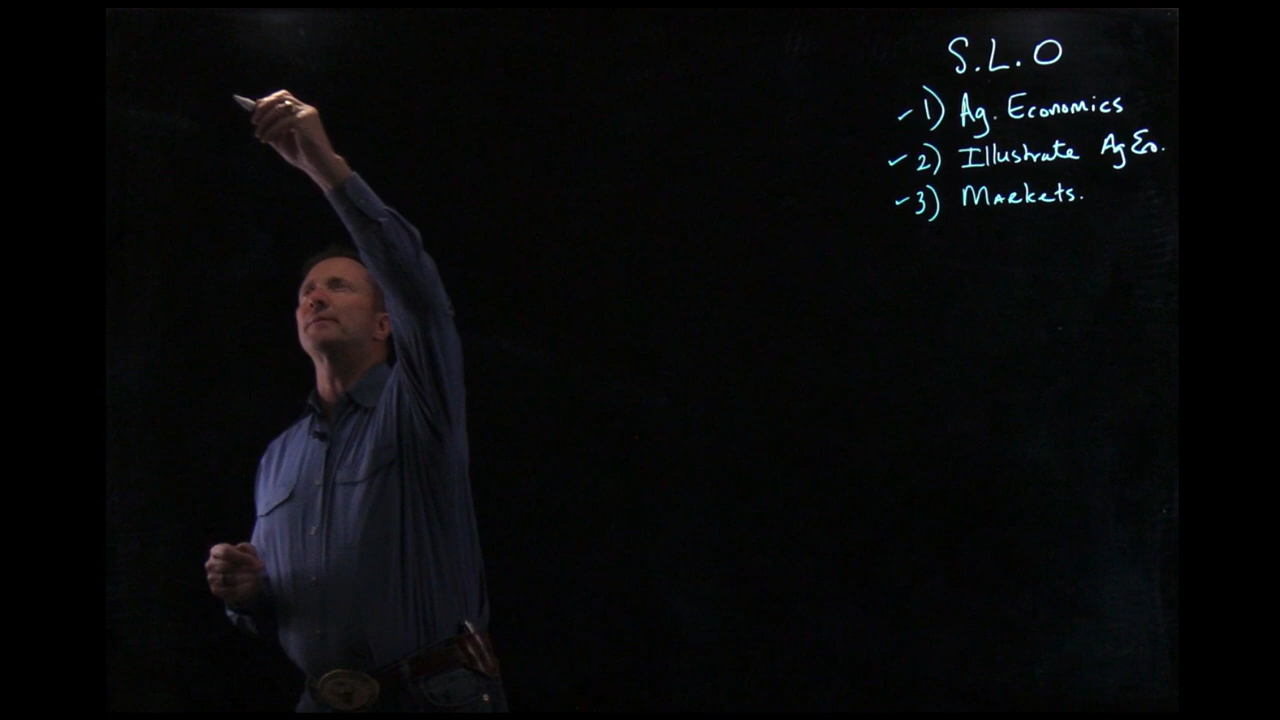 S.L.O
✓ 1) Ag. Economics
✓ 2) Illustrate Ag Eco.
✓ 3) Markets.